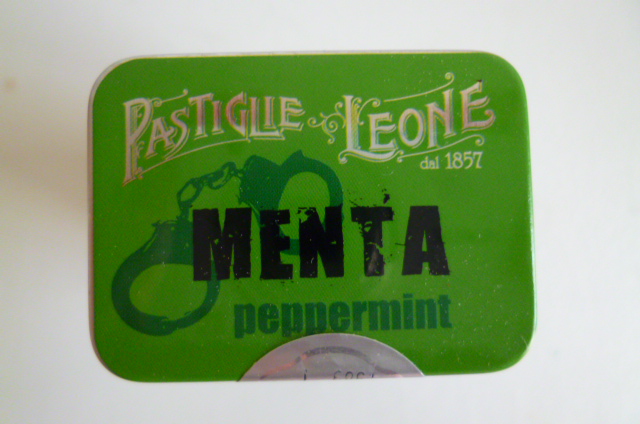 PASTIGLIE LEONE
dal 1857
MENTA
peppermint